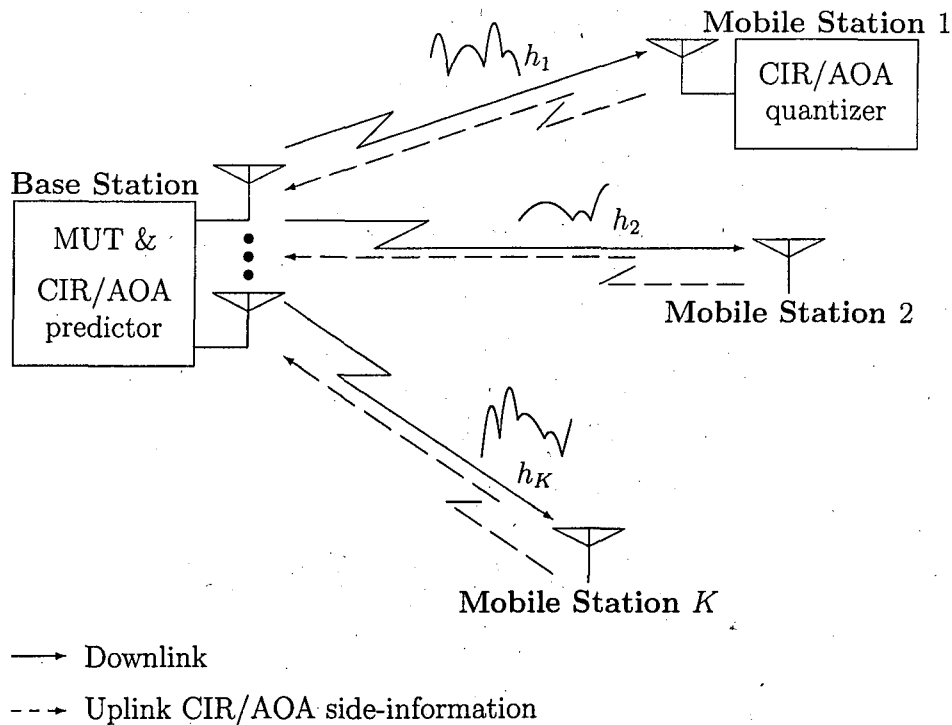 Mobile Station 1
CIR/AOA
quantizer
h₁
Base Station
MUT &
CIR/AOA
predictor
h₂
Mobile Station 2
h_K
Mobile Station K
Downlink
Uplink CIR/AOA side-information